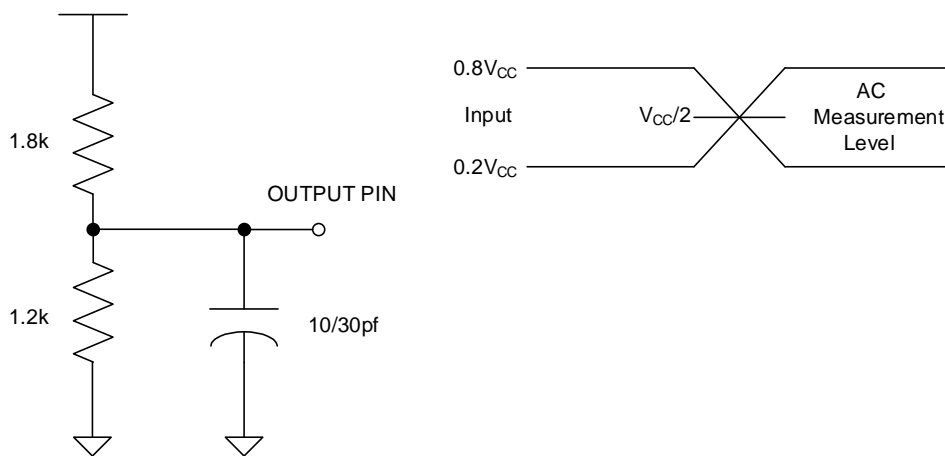 1.8k
OUTPUT PIN
1.2k
10/30pf
0.8VCC
Input
VCC/2
0.2VCC
AC
Measurement
Level